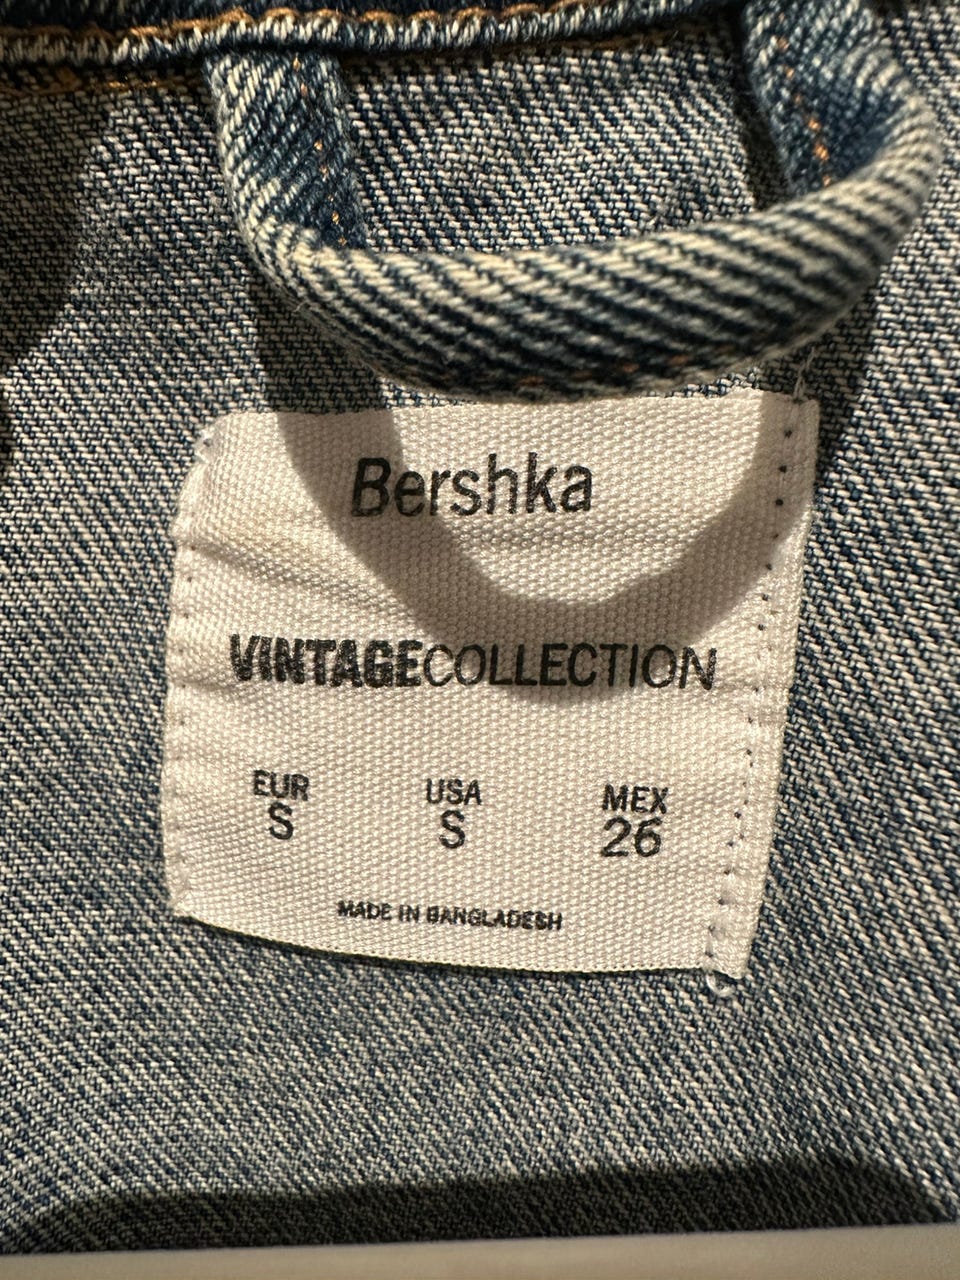 Bershka
VINTAGECOLLECTION
EUR USA MEX
S S 26
MADE IN BANGLADESH